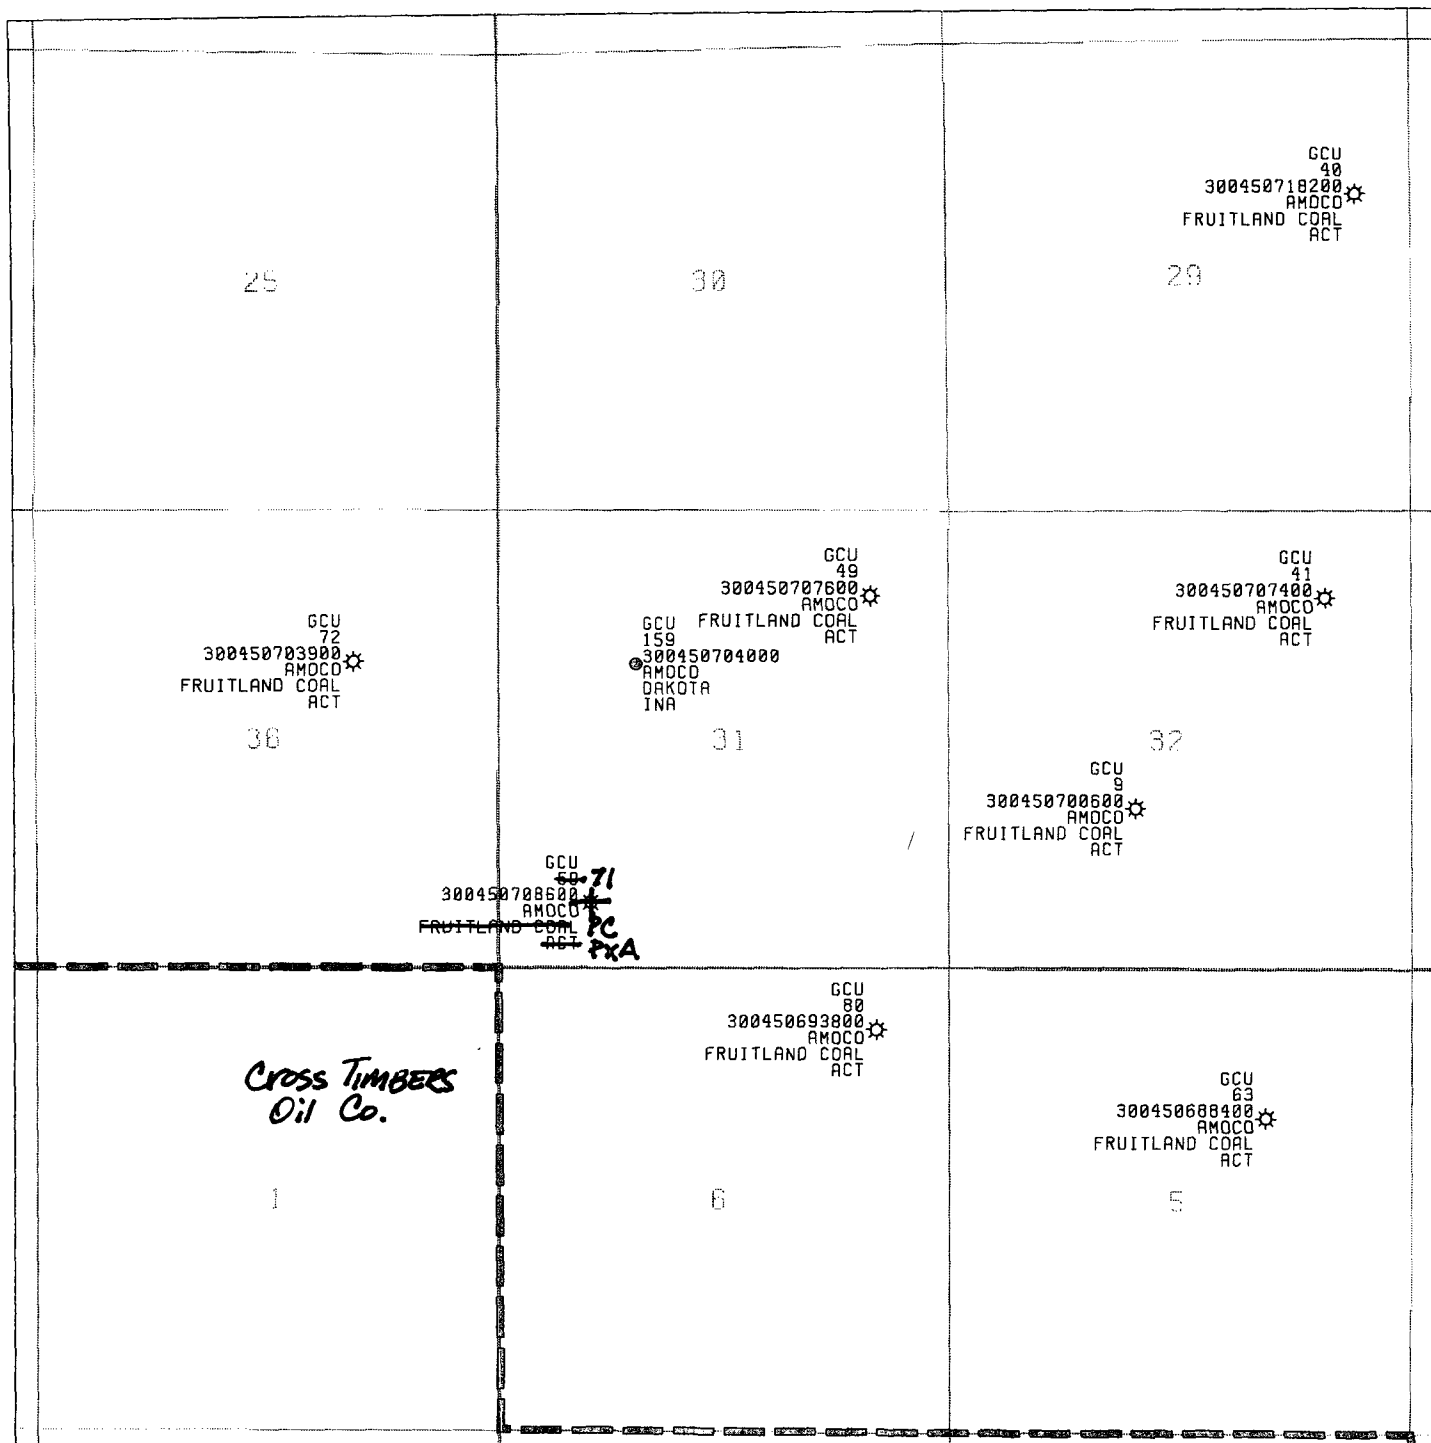 GCU
40
300450718200
AMOCO
FRUITLAND COAL
ACT
25
30
29
GCU
49
300450707600
AMOCO
FRUITLAND COAL
ACT
GCU
41
300450707400
AMOCO
FRUITLAND COAL
ACT
GCU
72
300450703900
AMOCO
FRUITLAND COAL
ACT
GCU
159
300450704000
AMOCO
DAKOTA
INA
36
31
32
GCU
9
300450700600
AMOCO
FRUITLAND COAL
ACT
GCU
71
300450708600
AMOCO
FRUITLAND COAL PC
ACT PXA
GCU
80
300450693800
AMOCO
FRUITLAND COAL
ACT
Cross TIMBERS
Oil Co.
GCU
63
300450688400
AMOCO
FRUITLAND COAL
ACT
1
6
5